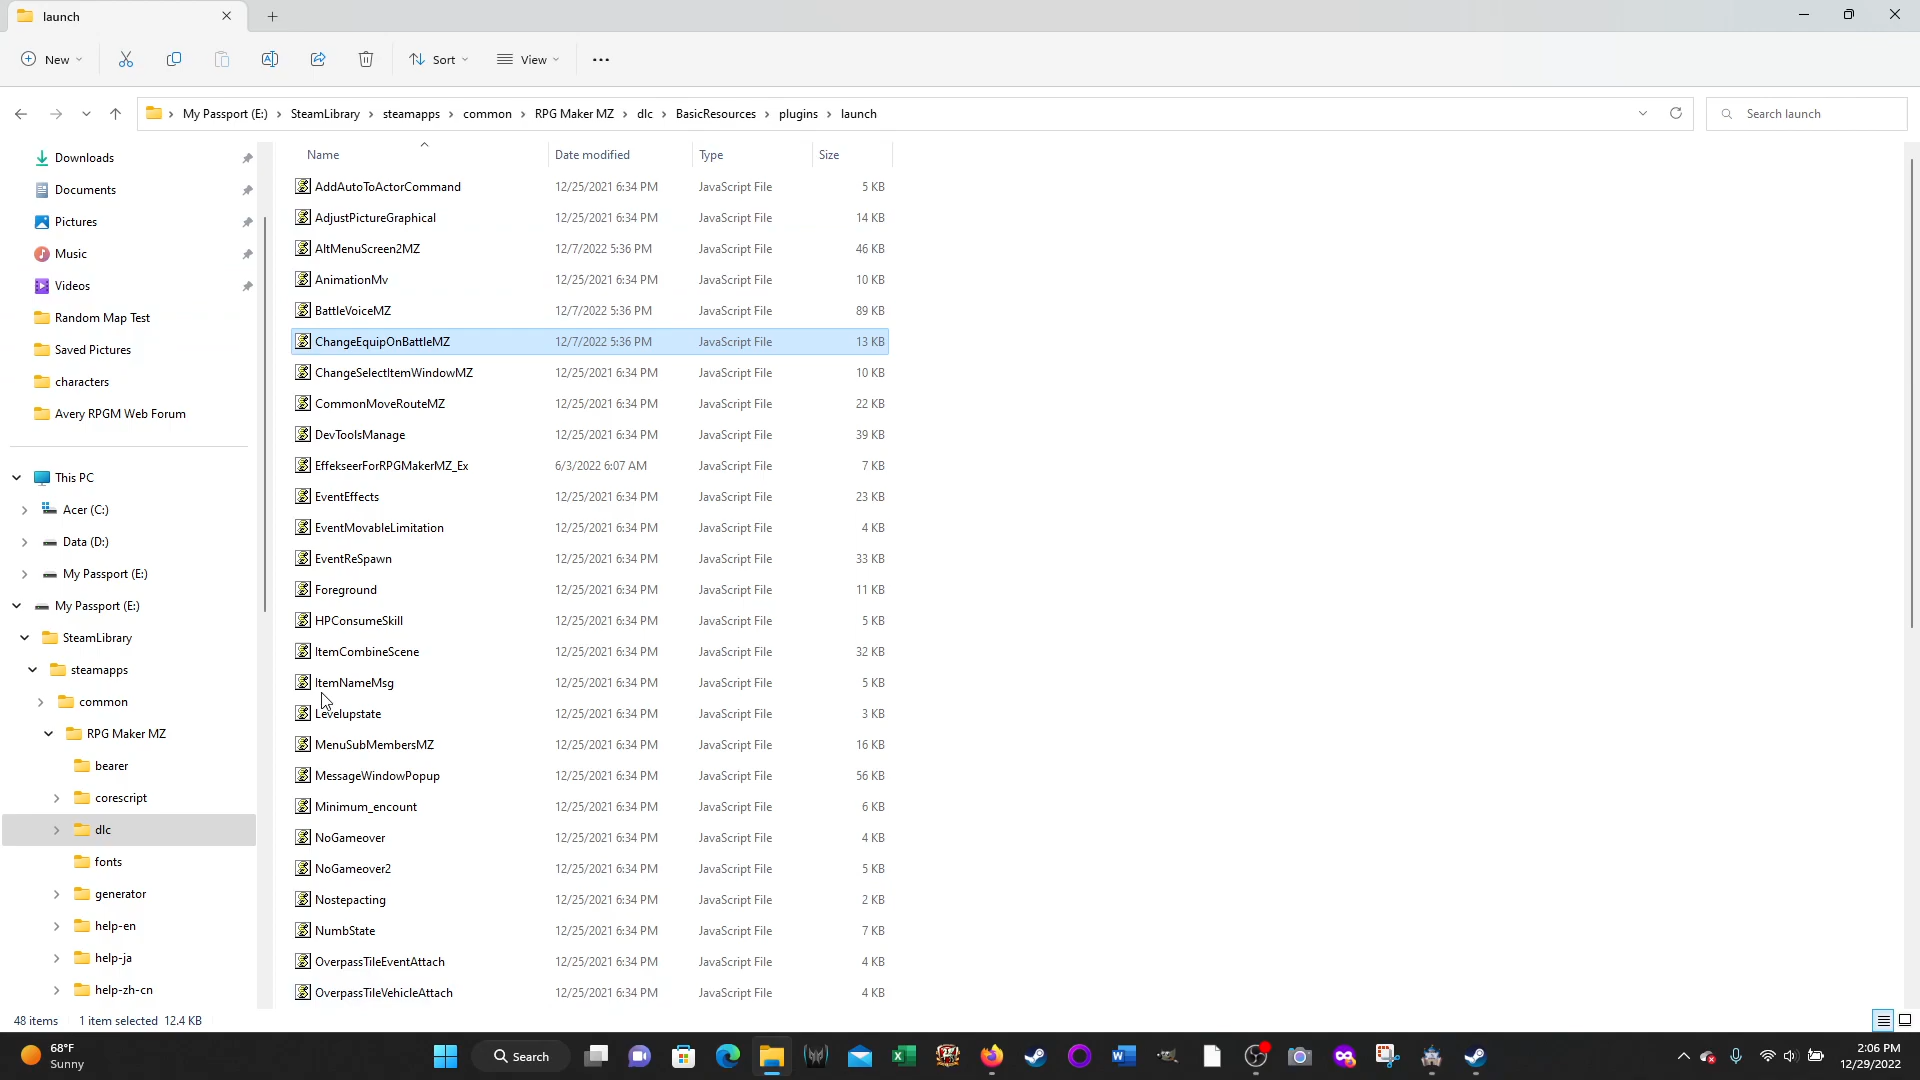 launch
New
Sort
View
My Passport (E:) > SteamLibrary > steamapps > common > RPG Maker MZ > dlc > BasicResources > plugins > launch
Search launch
Downloads
Documents
Pictures
Music
Videos
Random Map Test
Saved Pictures
characters
Avery RPGM Web Forum
This PC
Acer (C:)
Data (D:)
My Passport (E:)
My Passport (E:)
SteamLibrary
steamapps
common
RPG Maker MZ
bearer
corescript
dlc
fonts
generator
help-en
help-ja
help-zh-cn
Name Date modified Type Size
AddAutoToActorCommand 12/25/2021 6:34 PM JavaScript File 5 KB
AdjustPictureGraphical 12/25/2021 6:34 PM JavaScript File 14 KB
AltMenuScreen2MZ 12/7/2022 5:36 PM JavaScript File 46 KB
AnimationMv 12/25/2021 6:34 PM JavaScript File 10 KB
BattleVoiceMZ 12/7/2022 5:36 PM JavaScript File 89 KB
ChangeEquipOnBattleMZ 12/7/2022 5:36 PM JavaScript File 13 KB
ChangeSelectItemWindowMZ 12/25/2021 6:34 PM JavaScript File 10 KB
CommonMoveRouteMZ 12/25/2021 6:34 PM JavaScript File 22 KB
DevToolsManage 12/25/2021 6:34 PM JavaScript File 39 KB
EffekseerForRPGMakerMZ_Ex 6/3/2022 6:07 AM JavaScript File 7 KB
EventEffects 12/25/2021 6:34 PM JavaScript File 23 KB
EventMovableLimitation 12/25/2021 6:34 PM JavaScript File 4 KB
EventReSpawn 12/25/2021 6:34 PM JavaScript File 33 KB
Foreground 12/25/2021 6:34 PM JavaScript File 11 KB
HPConsumeSkill 12/25/2021 6:34 PM JavaScript File 5 KB
ItemCombineScene 12/25/2021 6:34 PM JavaScript File 32 KB
ItemNameMsg 12/25/2021 6:34 PM JavaScript File 5 KB
Levelupstate 12/25/2021 6:34 PM JavaScript File 3 KB
MenuSubMembersMZ 12/25/2021 6:34 PM JavaScript File 16 KB
MessageWindowPopup 12/25/2021 6:34 PM JavaScript File 56 KB
Minimum_encount 12/25/2021 6:34 PM JavaScript File 6 KB
NoGameover 12/25/2021 6:34 PM JavaScript File 4 KB
NoGameover2 12/25/2021 6:34 PM JavaScript File 5 KB
Nostepacting 12/25/2021 6:34 PM JavaScript File 2 KB
NumbState 12/25/2021 6:34 PM JavaScript File 7 KB
OverpassTileEventAttach 12/25/2021 6:34 PM JavaScript File 4 KB
OverpassTileVehicleAttach 12/25/2021 6:34 PM JavaScript File 4 KB
48 items 1 item selected 12.4 KB
68°F
Sunny
Search
2:06 PM
12/29/2022